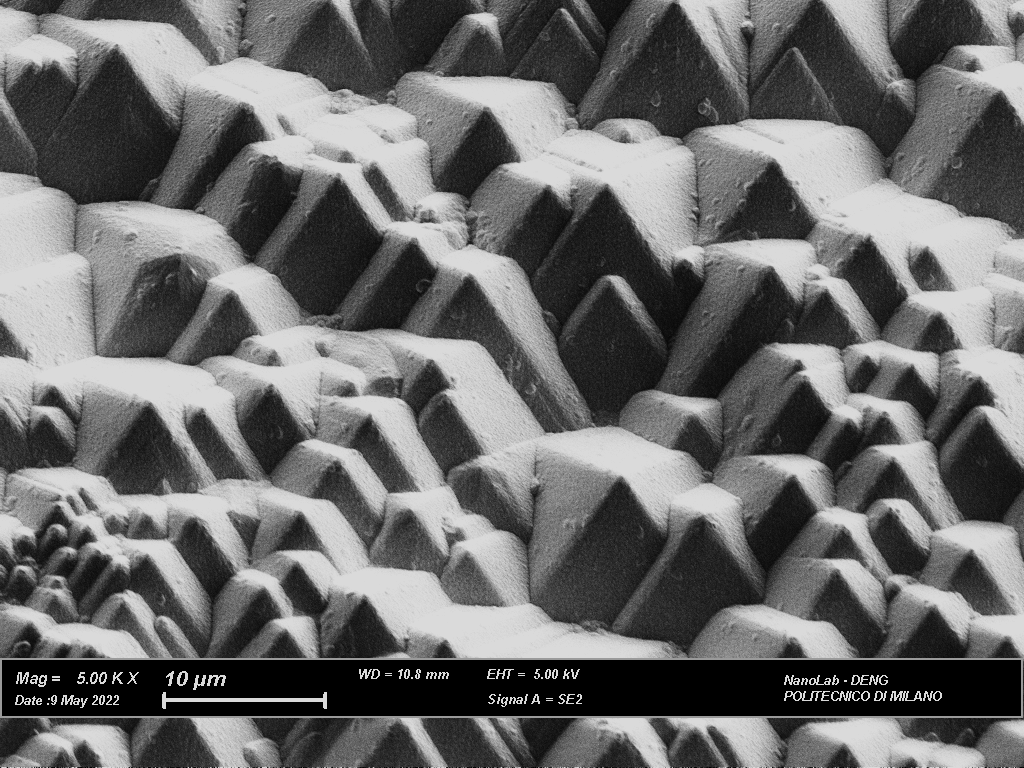 Mag = 5.00 K X
10 µm
WD = 10.8 mm
EHT = 5.00 kV
NanoLab - DENG
Date :9 May 2022
Signal A = SE2
POLITECNICO DI MILANO